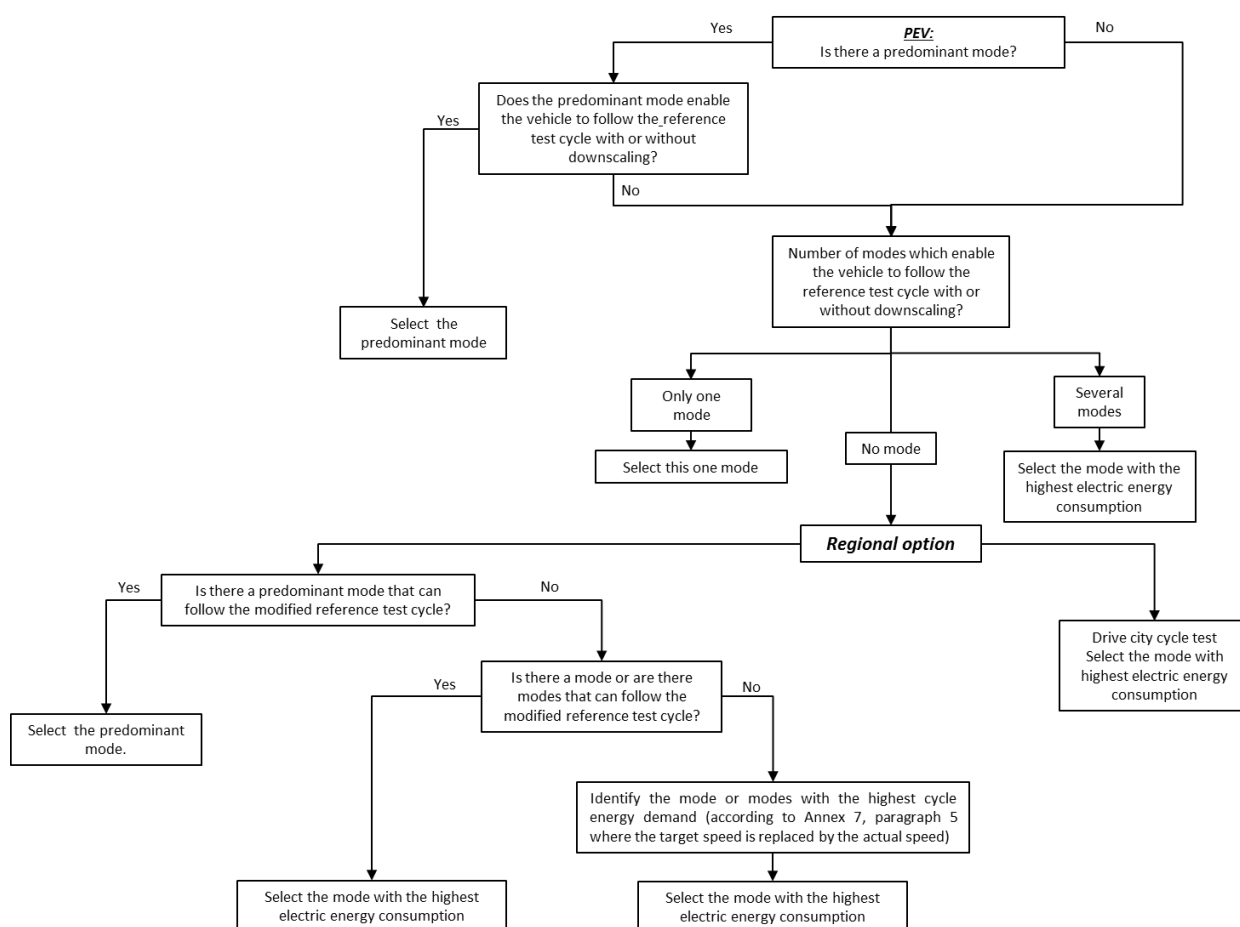 Yes
PEV:
Is there a predominant mode?
No
Does the predominant mode enable
the vehicle to follow the reference
test cycle with or without
downscaling?
Yes
No
Number of modes which enable
the vehicle to follow the
reference test cycle with or
without downscaling?
Select the
predominant mode
Only one
mode
Several
modes
No mode
Select this one mode
Select the mode with the
highest electric energy
consumption
Regional option
Yes
Is there a predominant mode that can
follow the modified reference test cycle?
No
Drive city cycle test
Select the mode with
highest electric energy
consumption
Yes
Is there a mode or are there
modes that can follow the
modified reference test cycle?
No
Select the predominant
mode.
Identify the mode or modes with the highest cycle
energy demand (according to Annex 7, paragraph 5
where the target speed is replaced by the actual speed)
Select the mode with the highest
electric energy consumption
Select the mode with the highest
electric energy consumption